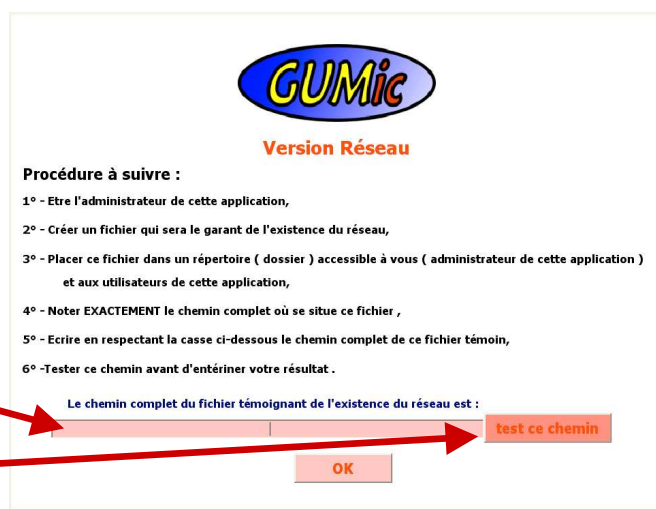 GUMic
Version Réseau
Procédure à suivre :
1° - Etre l'administrateur de cette application,
2° - Créer un fichier qui sera le garant de l'existence du réseau,
3° - Placer ce fichier dans un répertoire ( dossier ) accessible à vous ( administrateur de cette application )
et aux utilisateurs de cette application,
4° - Noter EXACTEMENT le chemin complet où se situe ce fichier ,
5° - Ecrire en respectant la casse ci-dessous le chemin complet de ce fichier témoin,
6° -Tester ce chemin avant d'entériner votre résultat .
Le chemin complet du fichier témoignant de l'existence du réseau est :
test ce chemin
OK